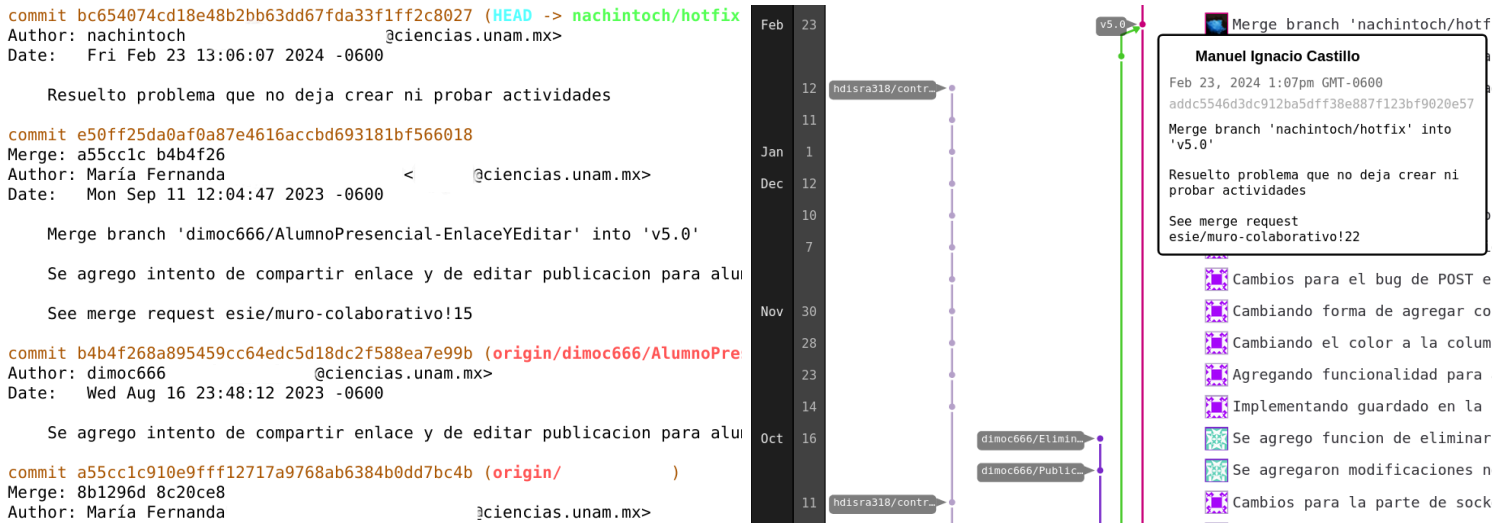 commit bc654074cd18e48b2bb63dd67fda33f1ff2c8027 (HEAD -> nachintoch/hotfix
Author: nachintoch @ciencias.unam.mx>
Date:   Fri Feb 23 13:06:07 2024 -0600
Resuelto problema que no deja crear ni probar actividades
commit e50ff25da0af0a87e4616accbd693181bf566018
Merge: a55cc1c b4b4f26
Author: María Fernanda < @ciencias.unam.mx>
Date:   Mon Sep 11 12:04:47 2023 -0600
Merge branch 'dimoc666/AlumnoPresencial-EnlaceYEditar' into 'v5.0'
Se agrego intento de compartir enlace y de editar publicacion para
See merge request esie/muro-colaborativo!15
commit b4b4f268a895459cc64edc5d18dc2f588ea7e99b (origin/dimoc666/AlumnoPre
Author: dimoc666 @ciencias.unam.mx>
Date:   Wed Aug 16 23:48:12 2023 -0600
Se agrego intento de compartir enlace y de editar publicacion para
commit a55cc1c910e9fff12717a9768ab6384b0dd7bc4b (origin/ )
Merge: 8b1296d 8c20ce8
Author: María Fernanda @ciencias.unam.mx>
Feb 23
v5.0
Merge branch 'nachintoch/hotf
Manuel Ignacio Castillo
Feb 23, 2024 1:07pm GMT-0600
addc5546d3dc912ba5dff38e887f123bf9020e57
Merge branch 'nachintoch/hotfix' into
'v5.0'
Resuelto problema que no deja crear ni
probar actividades
See merge request
esie/muro-colaborativo!22
12
hdisra318/contr…
11
Jan 1
Dec 12
10
7
Cambios para el bug de POST e
Nov 30
Cambiando forma de agregar co
28
Cambiando el color a la colum
23
Agregando funcionalidad para
14
Implementando guardado en la
Oct 16
dimoc666/Elimin…
Se agrego funcion de eliminar
dimoc666/Public…
Se agregaron modificaciones n
11
hdisra318/contr…
Cambios para la parte de sock